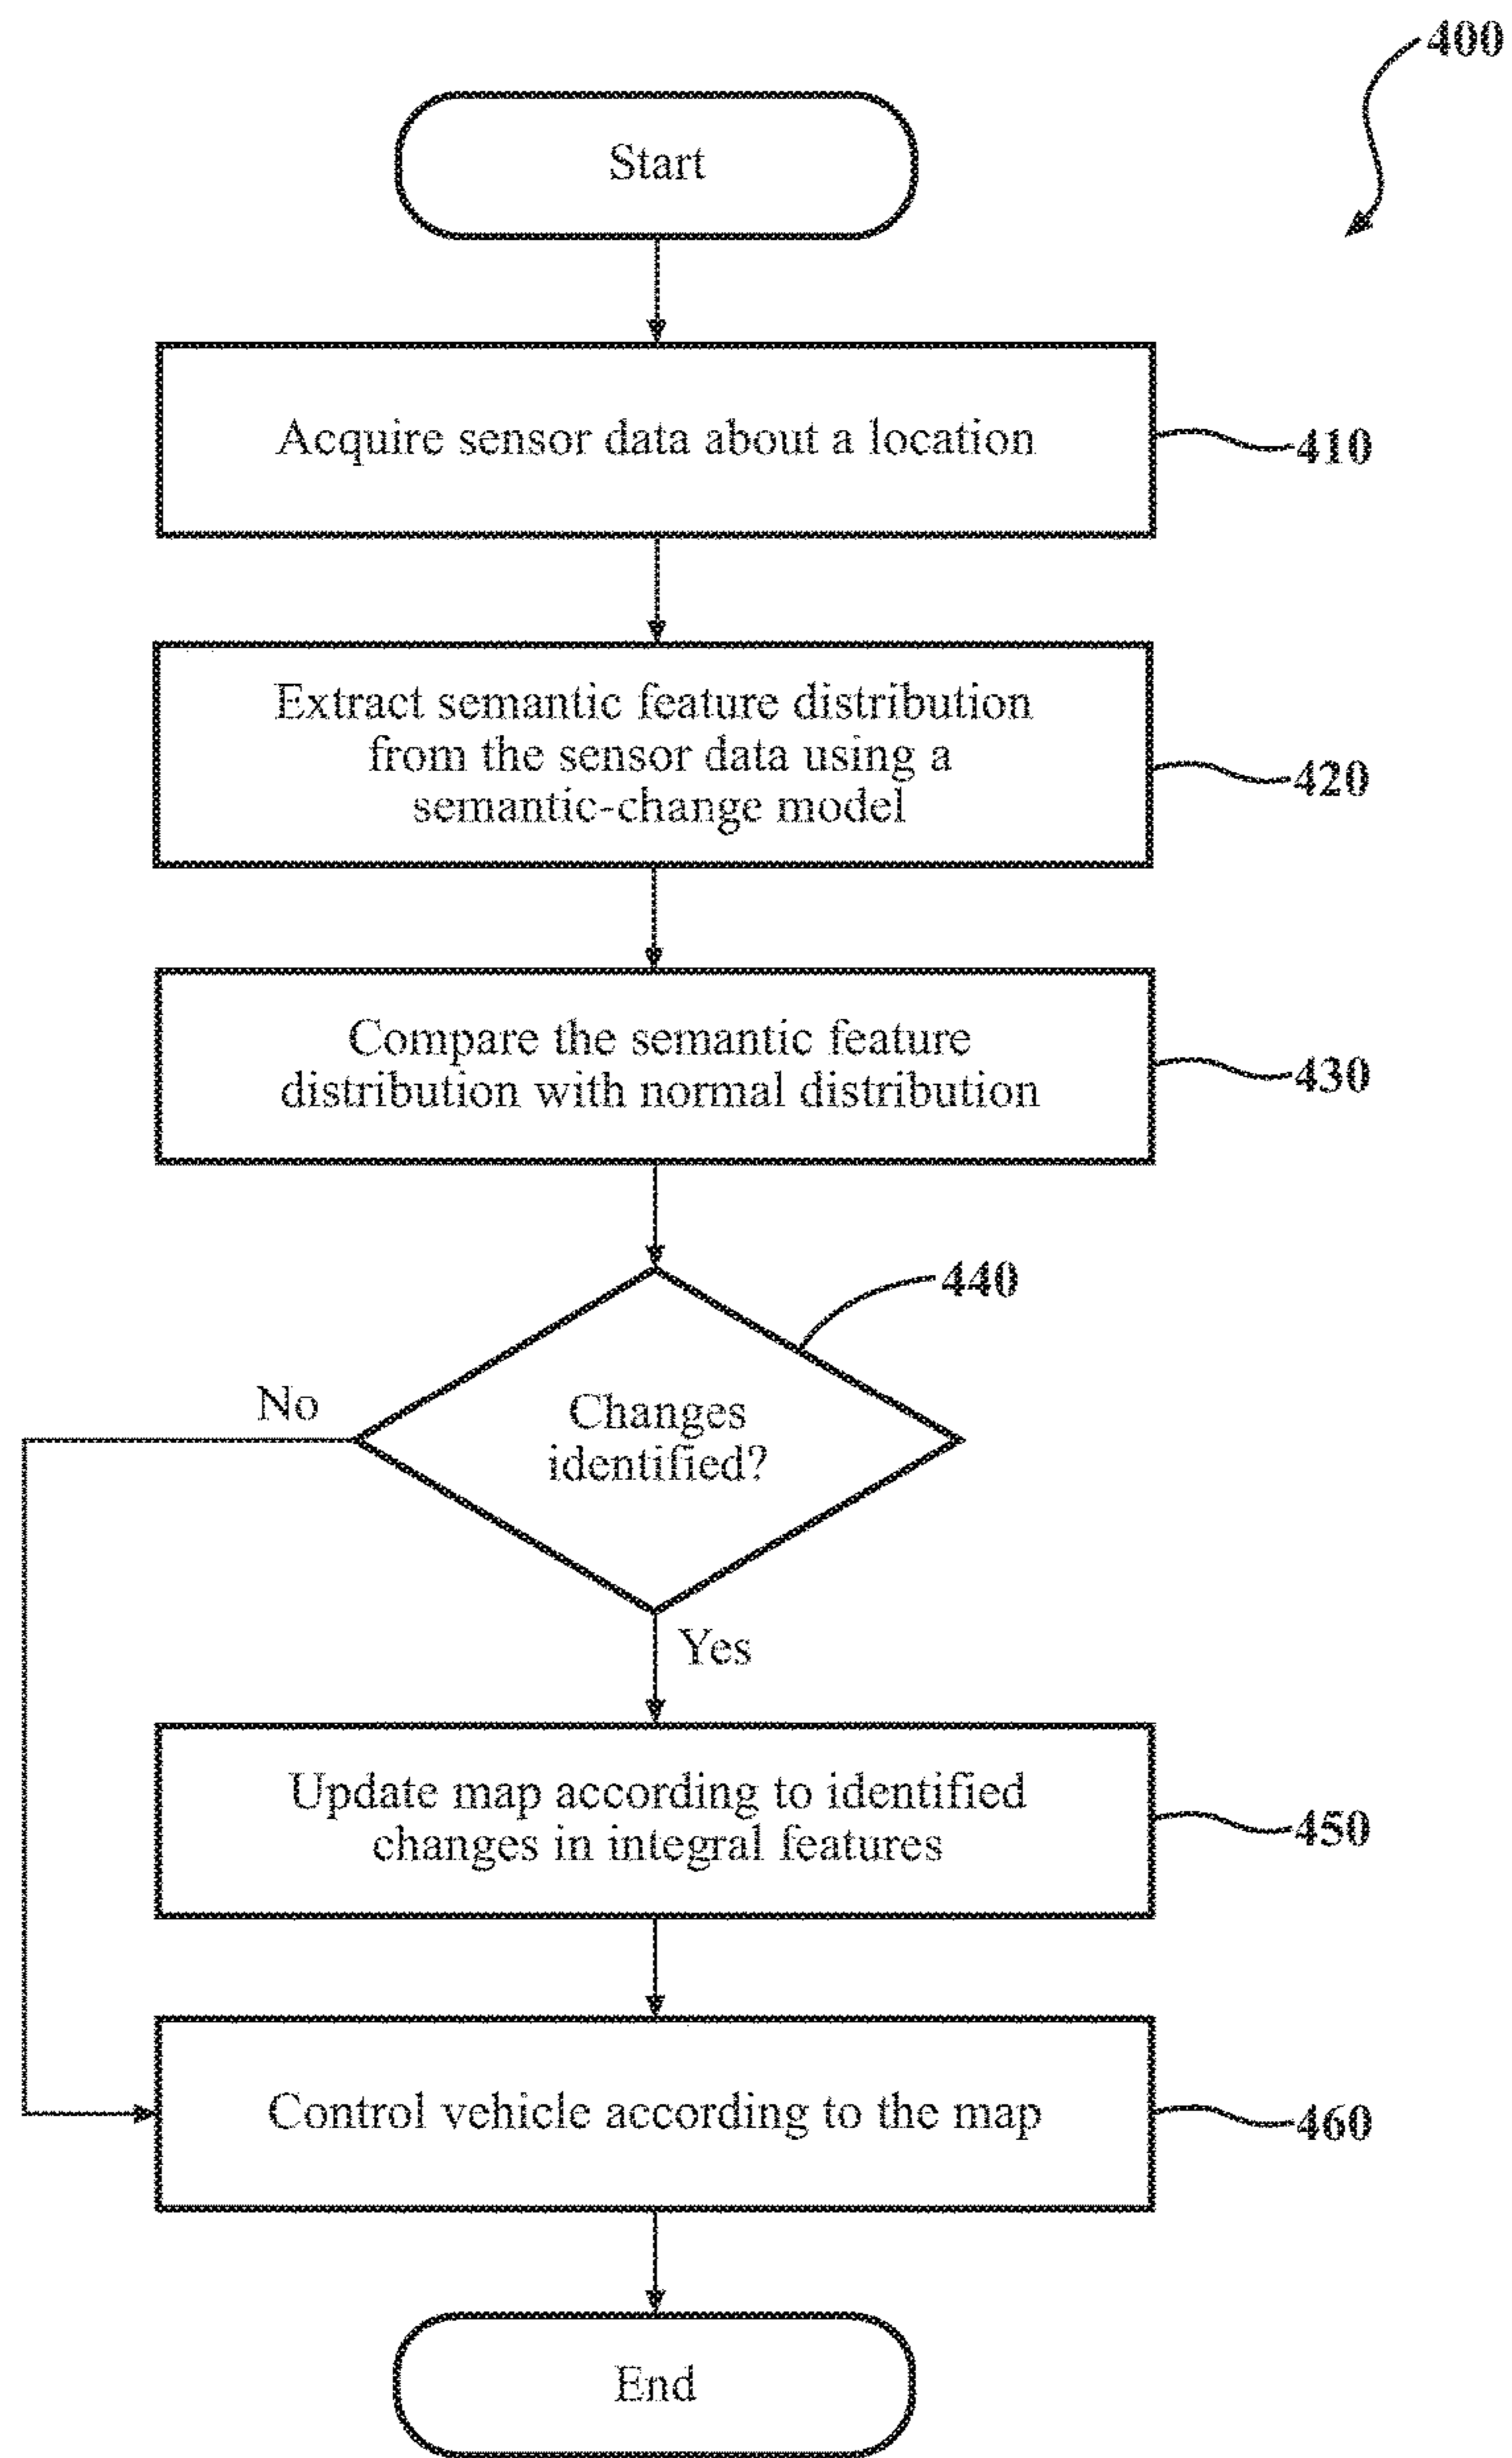 400
Start
Acquire sensor data about a location
410
Extract semantic feature distribution
from the sensor data using a
semantic-change model
420
Compare the semantic feature
distribution with normal distribution
430
440
Changes
identified?
No
Yes
Update map according to identified
changes in integral features
450
Control vehicle according to the map
460
End